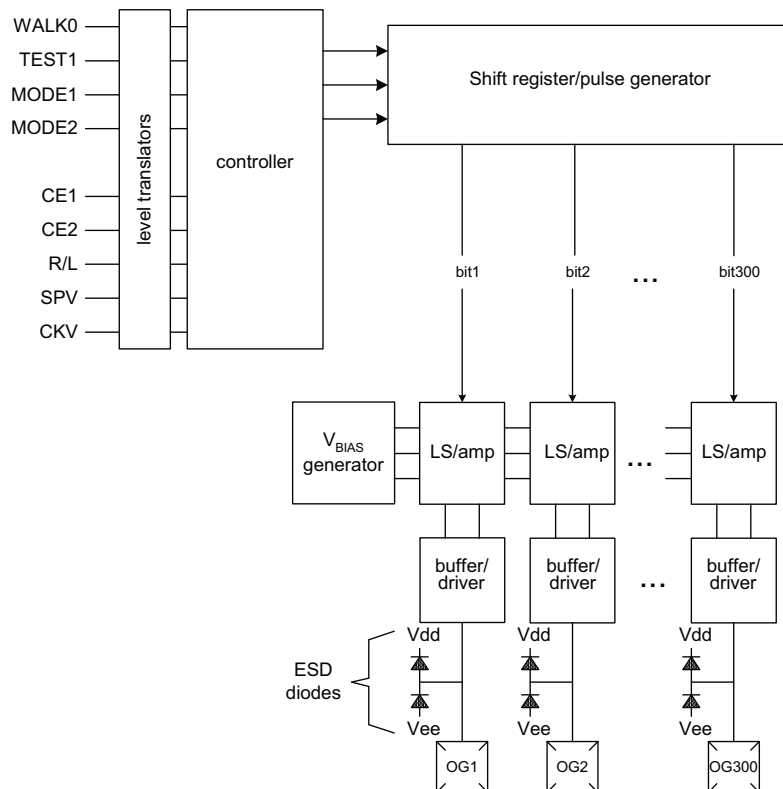 WALK0
TEST1
MODE1
MODE2
CE1
CE2
R/L
SPV
CKV
level translators
controller
Shift register/pulse generator
bit1
bit2
...
bit300
VBIAS
generator
LS/amp
LS/amp
...
LS/amp
buffer/
driver
buffer/
driver
...
buffer/
driver
ESD
diodes
Vdd
Vee
Vdd
Vee
Vdd
Vee
OG1
OG2
OG300